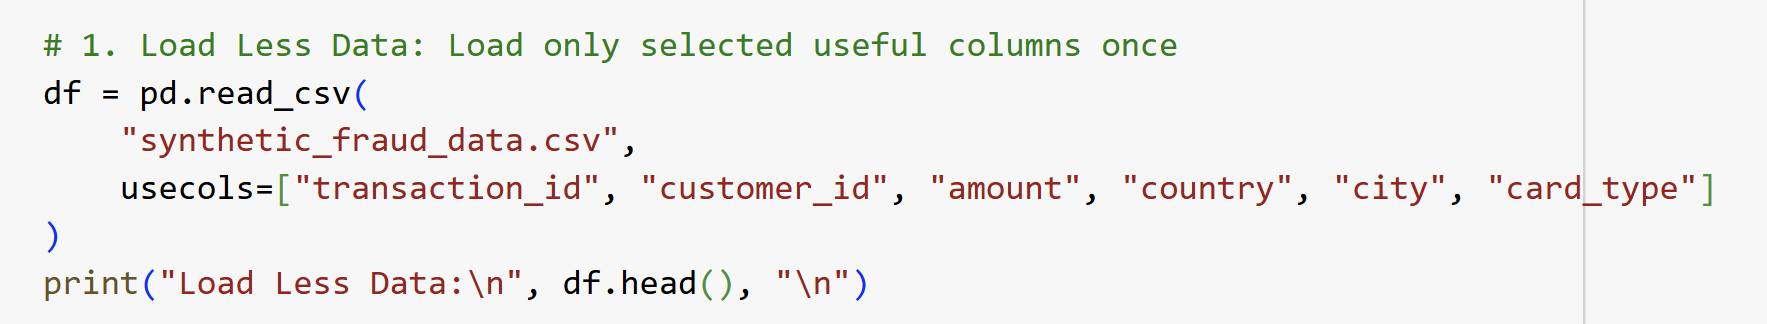 # 1. Load Less Data: Load only selected useful columns once
df = pd.read_csv(
    "synthetic_fraud_data.csv",
    usecols=["transaction_id", "customer_id", "amount", "country", "city", "card_type"]
)
print("Load Less Data:\n", df.head(), "\n")